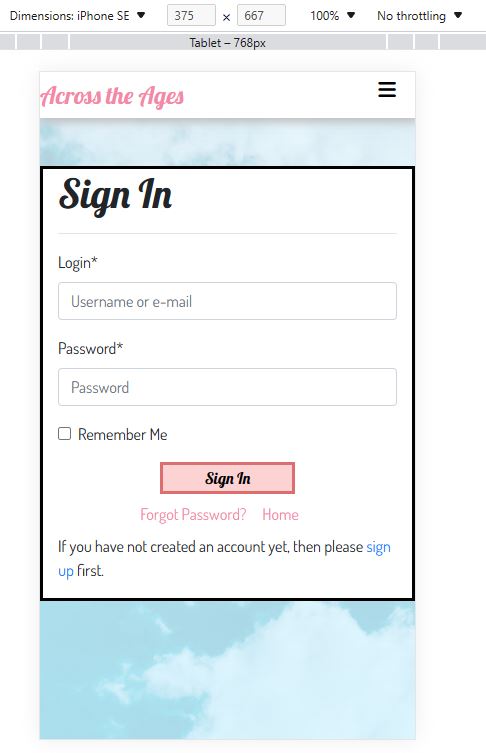 Dimensions: iPhone SE 375 x 667 100% No throttling
Tablet – 768px
Across the Ages
Sign In
Login*
Username or e-mail
Password*
Password
Remember Me
Sign In
Forgot Password? Home
If you have not created an account yet, then please sign
up first.